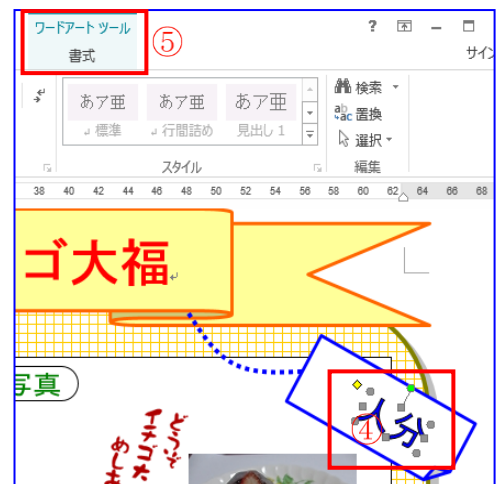 ワードアート ツール
⑤
?
書式
サイン
あア亜 あア亜 あア亜
↲標準 ↲行間詰め 見出し 1
検索
置換
選択
スタイル
編集
38 40 42 44 46 48 50 52 54 56 58 60 62 64 66 68
ゴ大福
写真
人分
④
どうぞ
イチゴ大
めしま